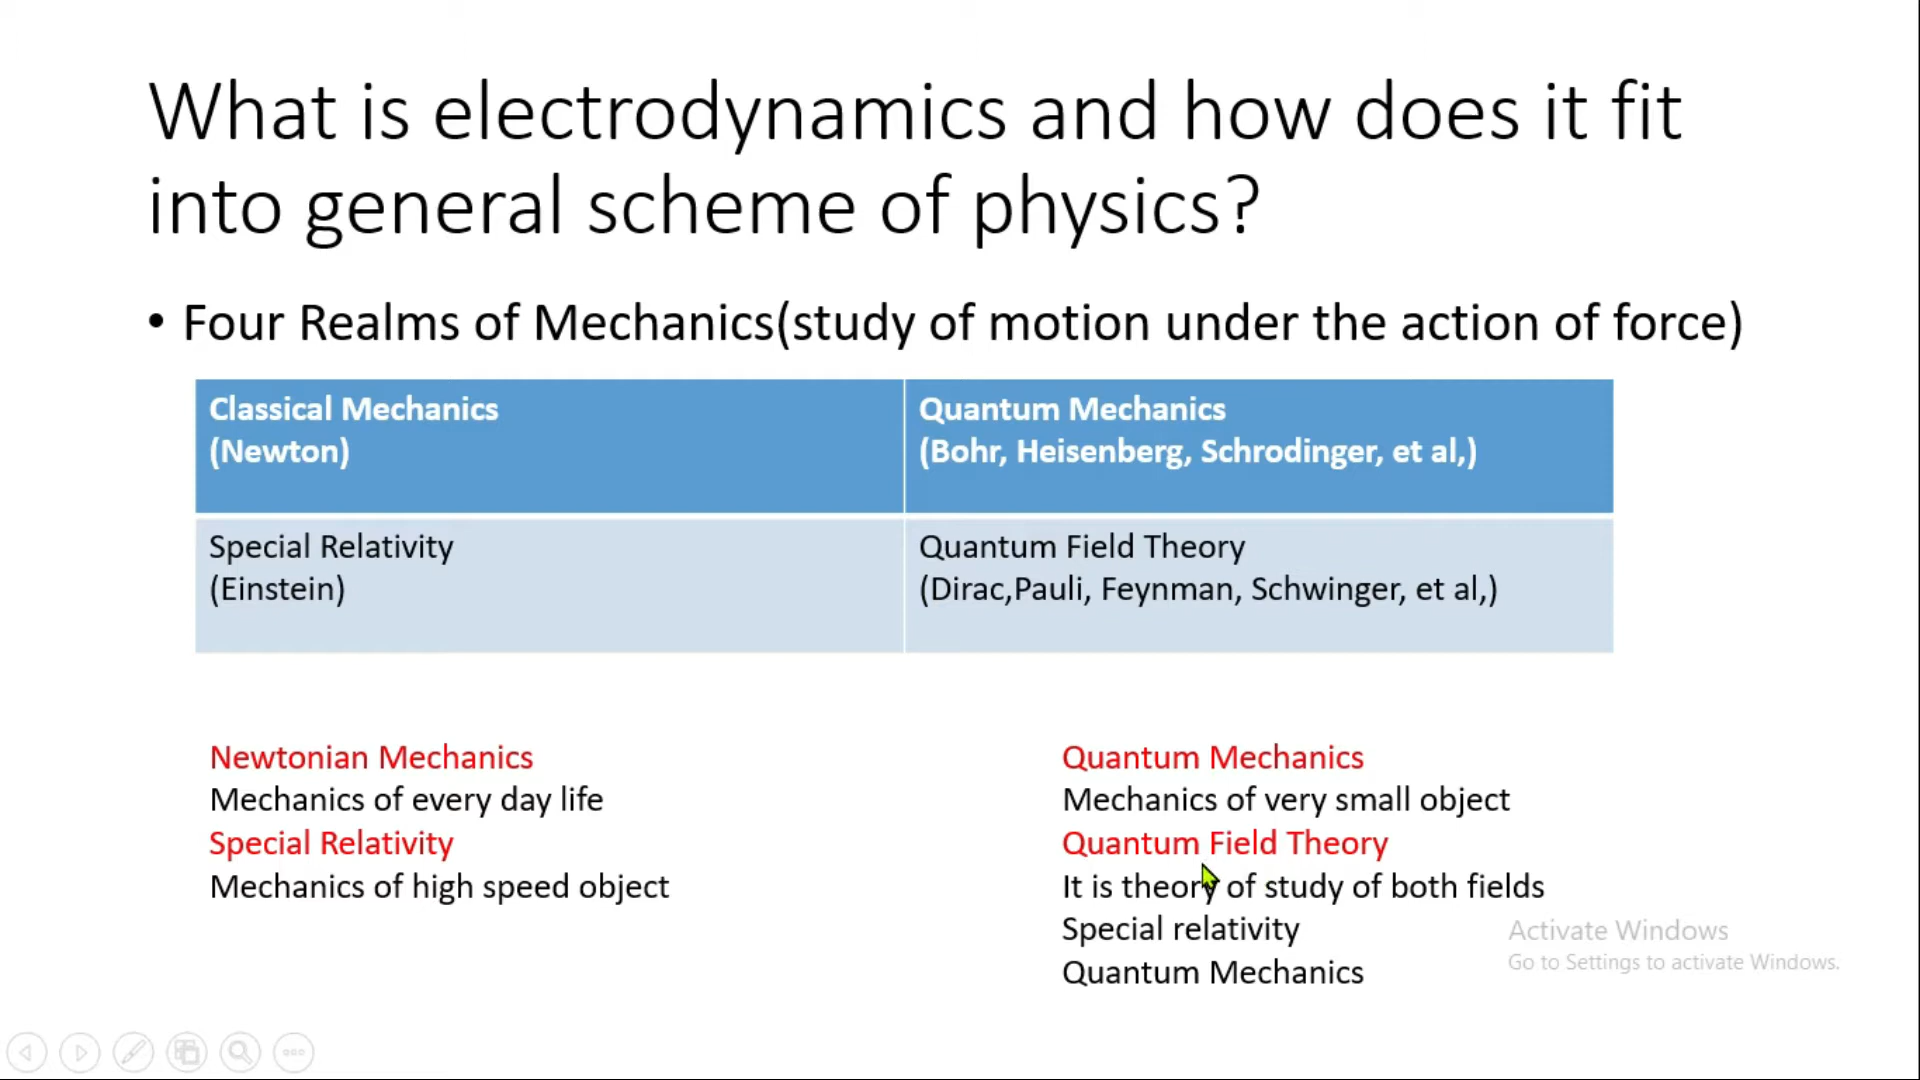 What is electrodynamics and how does it fit
into general scheme of physics?
• Four Realms of Mechanics(study of motion under the action of force)
Classical Mechanics
(Newton)
Quantum Mechanics
(Bohr, Heisenberg, Schrodinger, et al,)
Special Relativity
(Einstein)
Quantum Field Theory
(Dirac,Pauli, Feynman, Schwinger, et al,)
Newtonian Mechanics
Mechanics of every day life
Special Relativity
Mechanics of high speed object
Quantum Mechanics
Mechanics of very small object
Quantum Field Theory
It is theory of study of both fields
Special relativity
Quantum Mechanics
Activate Windows
Go to Settings to activate Windows.